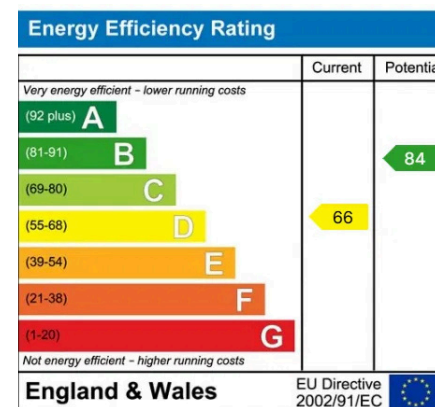 Energy Efficiency Rating
Current Potentia
Very energy efficient – lower running costs
(92 plus) A
(81-91) B
84
(69-80) C
(55-68) D
66
(39-54) E
(21-38) F
(1-20) G
Not energy efficient – higher running costs
England & Wales
EU Directive
2002/91/EC